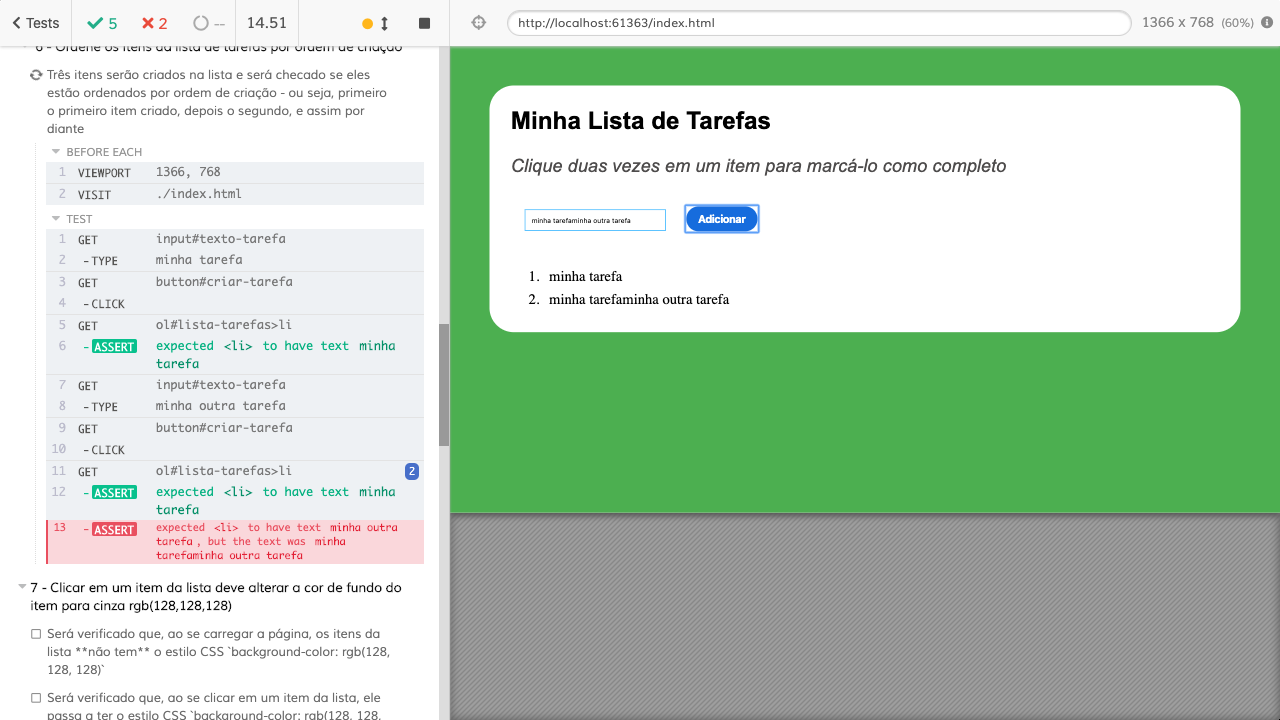 Tests
5
2
--
14.51
http://localhost:61363/index.html
1366 x 768 (60%)
6 - Ordene os itens da lista de tarefas por ordem de criação
Três itens serão criados na lista e será checado se eles
estão ordenados por ordem de criação - ou seja, primeiro
o primeiro item criado, depois o segundo, e assim por
diante
BEFORE EACH
1 VIEWPORT 1366, 768
2 VISIT ./index.html
TEST
1 GET input#texto-tarefa
2 -TYPE minha tarefa
3 GET button#criar-tarefa
4 -CLICK
5 GET ol#lista-tarefas>li
6 -ASSERT expected <li> to have text minha
tarefa
7 GET input#texto-tarefa
8 -TYPE minha outra tarefa
9 GET button#criar-tarefa
10 -CLICK
11 GET ol#lista-tarefas>li 2
12 -ASSERT expected <li> to have text minha
tarefa
13 -ASSERT expected <li> to have text minha outra
tarefa, but the text was minha
tarefaminha outra tarefa
7 - Clicar em um item da lista deve alterar a cor de fundo do
item para cinza rgb(128,128,128)
Será verificado que, ao se carregar a página, os itens da
lista **não tem** o estilo CSS `background-color: rgb(128,
128, 128)`
Será verificado que, ao se clicar em um item da lista, ele
passa a ter o estilo CSS `background-color: rgb(128, 128,
Minha Lista de Tarefas
Clique duas vezes em um item para marcá-lo como completo
minha tarefaminha outra tarefa
Adicionar
1. minha tarefa
2. minha tarefaminha outra tarefa